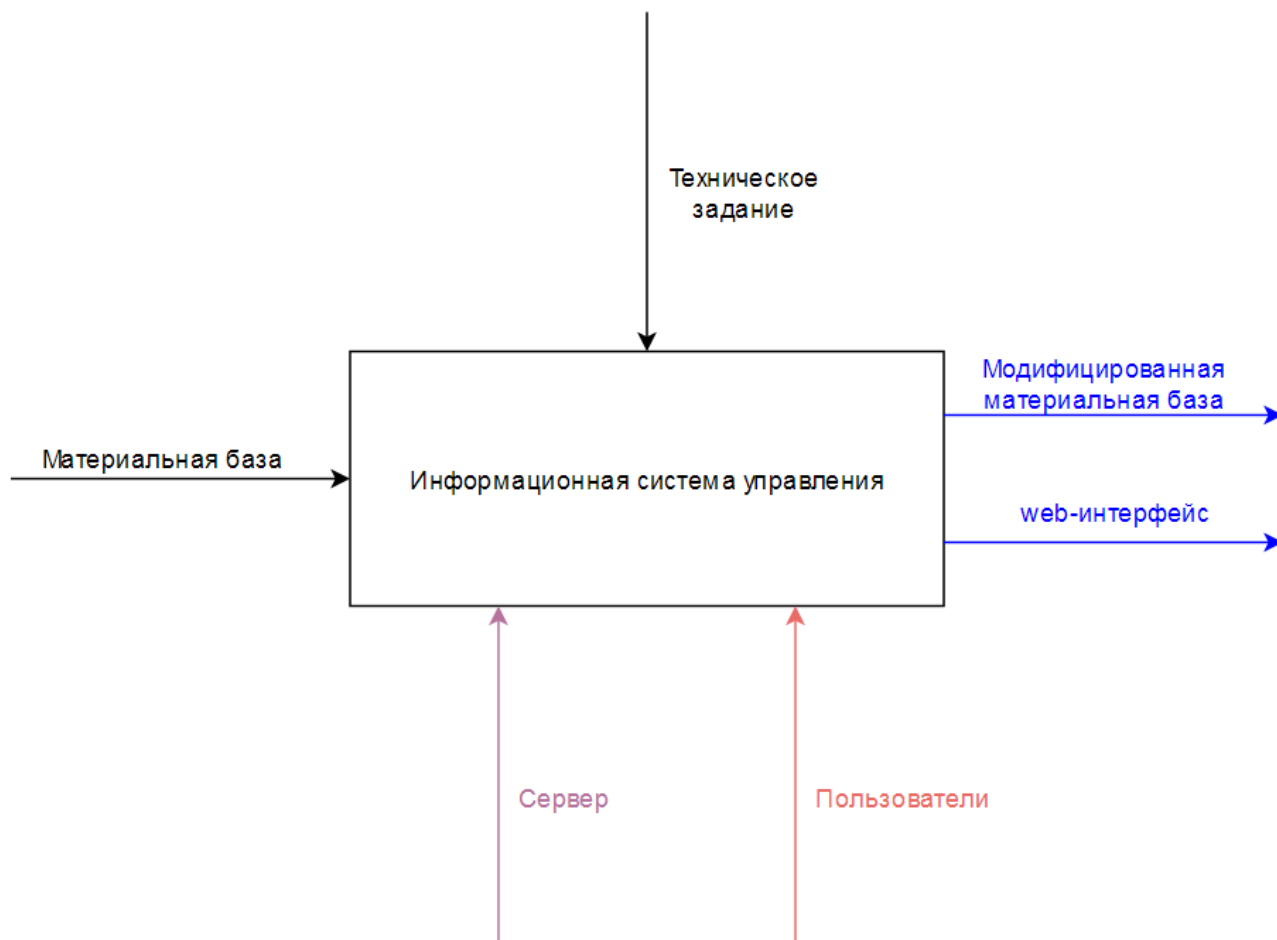 Техническое
задание
Модифицированная
материальная база
Материальная база
Информационная система управления
web-интерфейс
Сервер
Пользователи